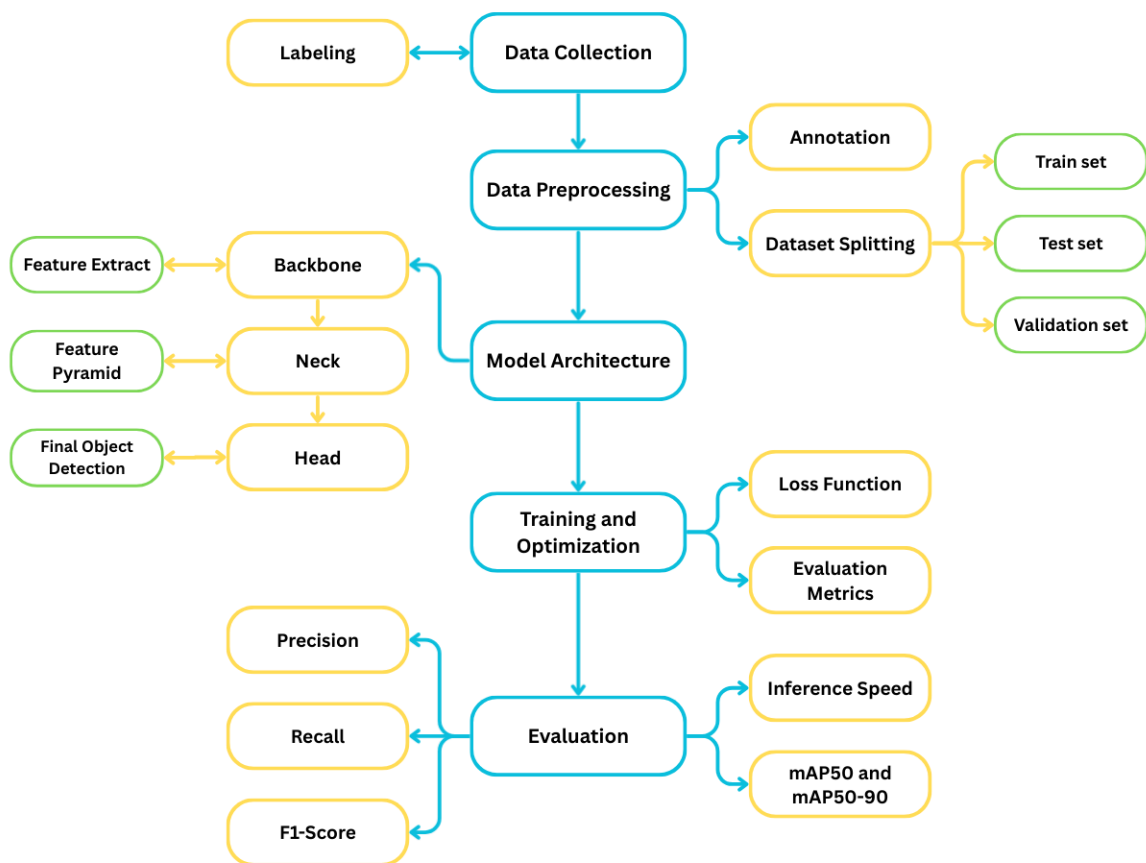 Labeling
Data Collection
Annotation
Data Preprocessing
Train set
Dataset Splitting
Test set
Validation set
Feature Extract
Backbone
Feature
Pyramid
Neck
Model Architecture
Final Object
Detection
Head
Loss Function
Training and
Optimization
Evaluation
Metrics
Precision
Inference Speed
Recall
Evaluation
mAP50 and
mAP50-90
F1-Score